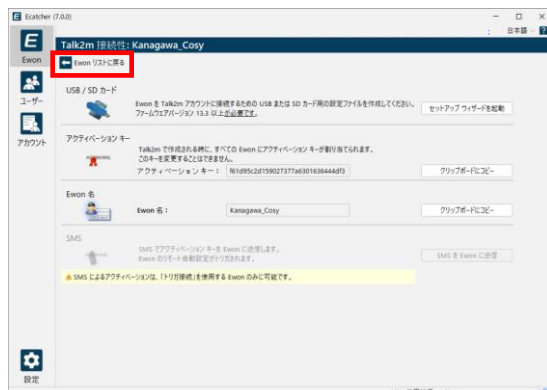 Ecatcher (7.0.0)
日本語
?
Talk2m 接続性: Kanagawa_Cosy
Ewon
Ewon リストに戻る
ユーザー
アカウント
設定
USB / SD カード
Ewon を Talk2m アカウントに接続するための USB または SD カード用の設定ファイルを作成してください。
ファームウェアバージョン 13.3 以上が必要です。
セットアップ ウィザードを起動
アクティベーション キー
Talk2m で作成される時に、すべての Ewon にアクティベーション キーが割り当てられます。
このキーを変更することはできません。
アクティベーション キー： f61d95c2d159027377a6301636444df3
クリップボードにコピー
Ewon 名
Ewon 名： Kanagawa_Cosy
クリップボードにコピー
SMS
SMS でアクティベーション キーを Ewon に送信します。
Ewon のリモート自動設定がトリガされます。
SMS を Ewon に送信
SMS によるアクティベーションは、「トリガ接続」を使用する Ewon のみに可能です。